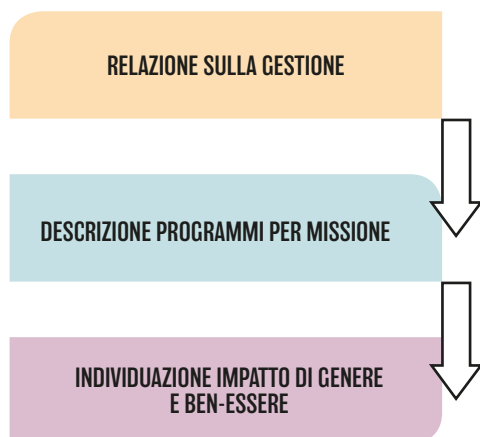 RELAZIONE SULLA GESTIONE
DESCRIZIONE PROGRAMMI PER MISSIONE
INDIVIDUAZIONE IMPATTO DI GENERE
E BEN-ESSERE